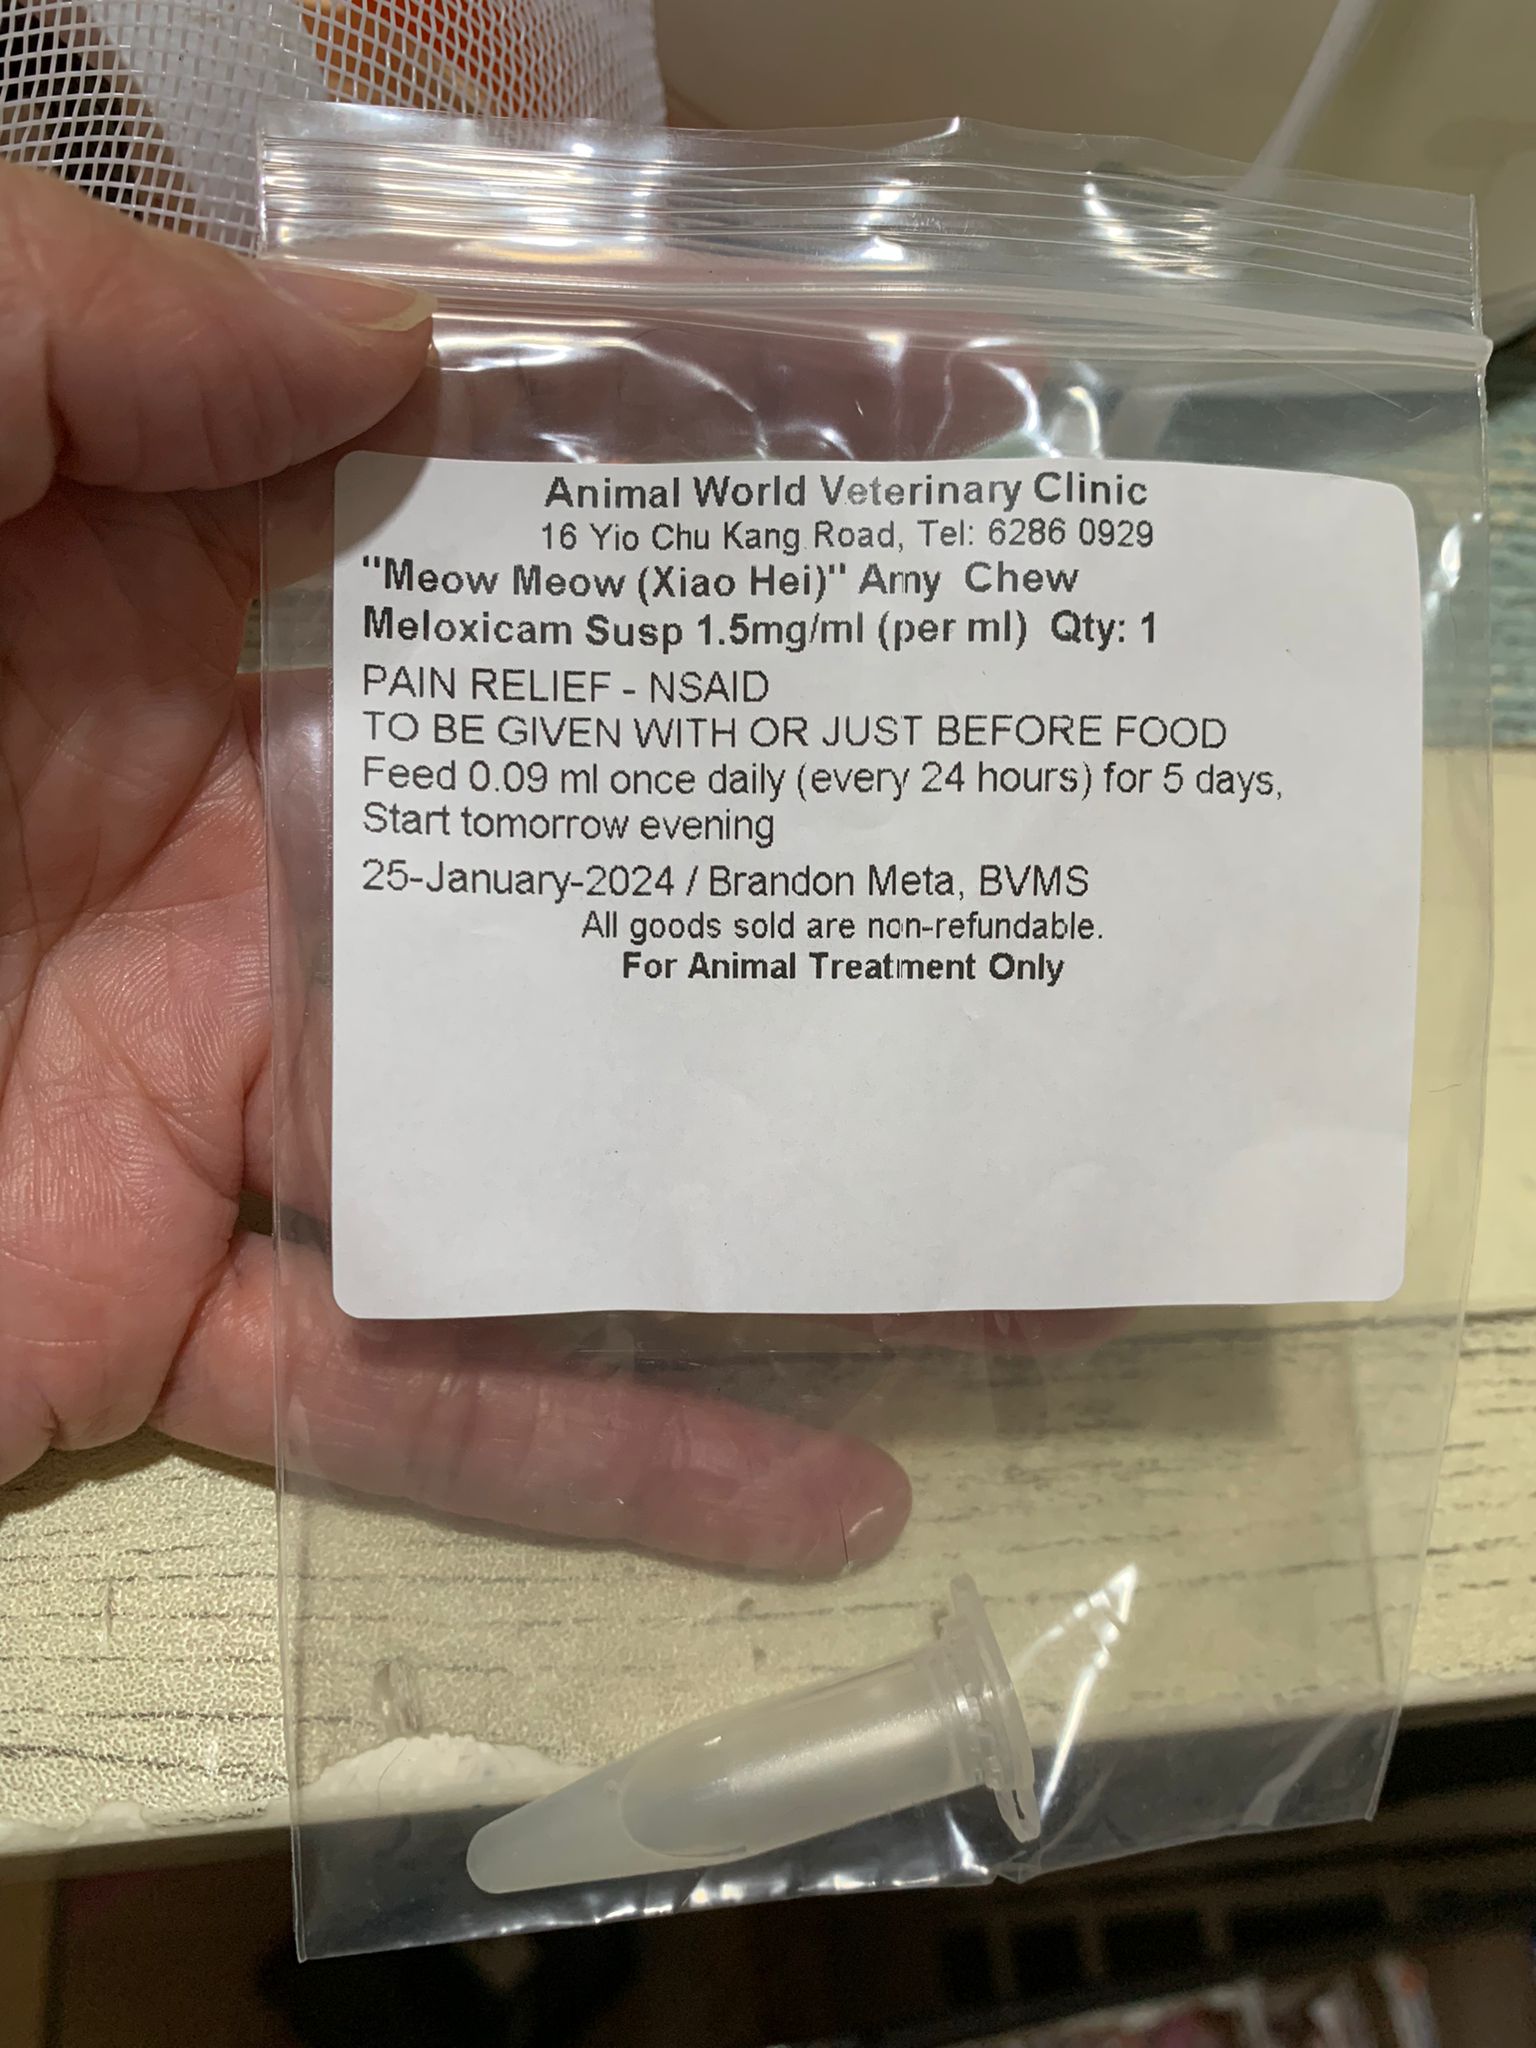 Animal World Veterinary Clinic
16 Yio Chu Kang Road, Tel: 6286 0929
"Meow Meow (Xiao Hei)" Amy Chew
Meloxicam Susp 1.5mg/ml (per ml) Qty: 1
PAIN RELIEF - NSAID
TO BE GIVEN WITH OR JUST BEFORE FOOD
Feed 0.09 ml once daily (every 24 hours) for 5 days,
Start tomorrow evening
25-January-2024 / Brandon Meta, BVMS
All goods sold are non-refundable.
For Animal Treatment Only